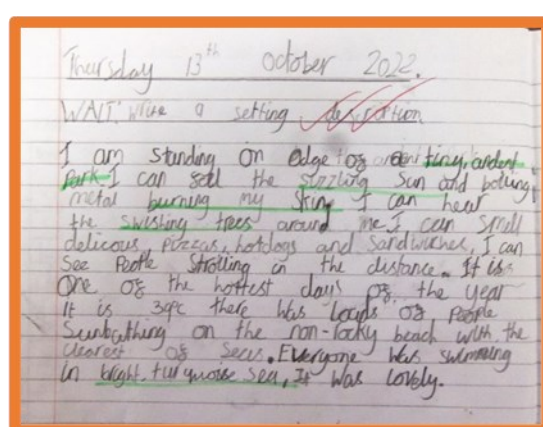 Thursday 13th October 2022.
WALT: write a setting description
I am standing on edge of a tiny, ancient
park. I can feel the sizzling sun and boiling
metal burning my skin. I can hear
the swishing trees around me. I can smell
delicous, pizzas, hotdogs and sandwiches, I can
see people strolling in the distance. It is
One of the hottest days of the year
It is 39°c there was loads of people
Sunbathing on the non-rocky beach with the
clearest of seas. Everyone was swimming
in bright turquoise sea, It was lovely.